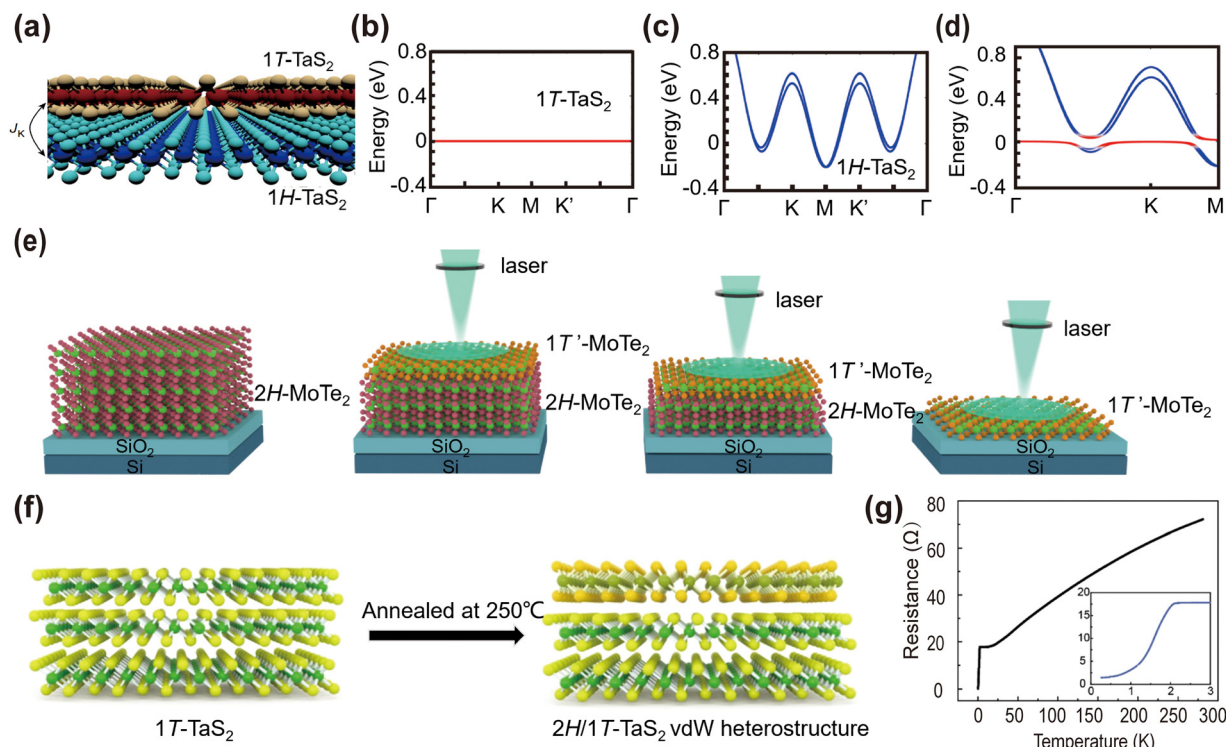 (a)
1T-TaS₂
J_K
1H-TaS₂
(b)
Energy (eV)
0.8
0.4
0
-0.4
1T-TaS₂
Γ K M K' Γ
(c)
Energy (eV)
0.8
0.4
0
-0.4
1H-TaS₂
Γ K M K' Γ
(d)
Energy (eV)
0.8
0.4
0
-0.4
Γ K M
(e)
2H-MoTe₂
SiO₂
Si
laser
1T'-MoTe₂
2H-MoTe₂
SiO₂
Si
laser
1T'-MoTe₂
2H-MoTe₂
SiO₂
Si
laser
1T'-MoTe₂
SiO₂
Si
(f)
1T-TaS₂
Annealed at 250℃
2H/1T-TaS₂ vdW heterostructure
(g)
Resistance (Ω)
80
60
40
20
0
0 50 100 150 200 250 300
Temperature (K)
20
15
10
5
0
0 1 2 3